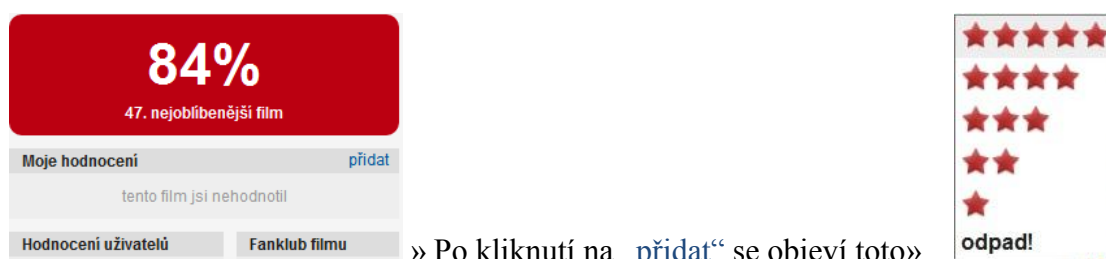 84%
47. nejoblíbenější film
Moje hodnocení přidat
tento film jsi nehodnotil
Hodnocení uživatelů Fanklub filmu
» Po kliknutí na „přidat“ se objeví toto»
odpad!